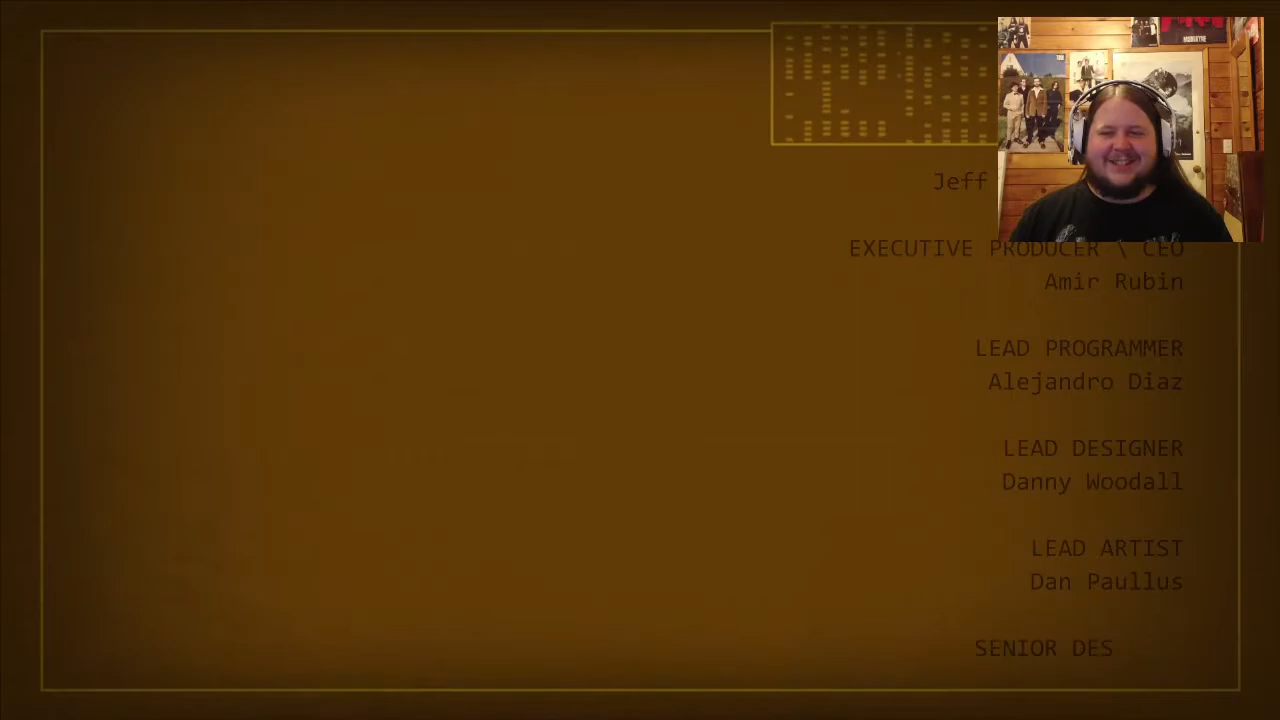 Jeff
EXECUTIVE PRODUCER \ CEO
Amir Rubin
LEAD PROGRAMMER
Alejandro Diaz
LEAD DESIGNER
Danny Woodall
LEAD ARTIST
Dan Paullus
SENIOR DES